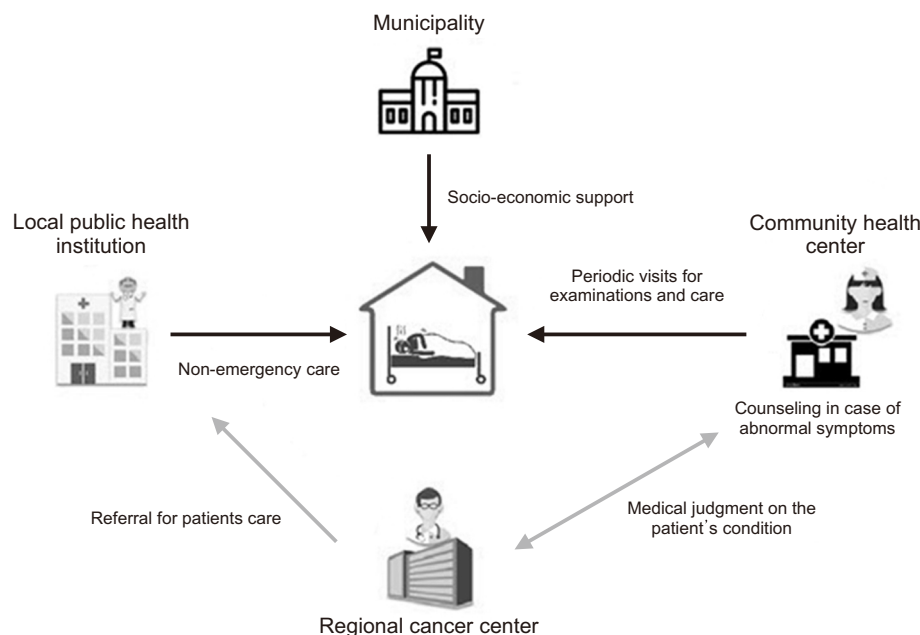 Municipality
Socio-economic support
Local public health
institution
Community health
center
Periodic visits for
examinations and care
Non-emergency care
Counseling in case of
abnormal symptoms
Referral for patients care
Medical judgment on the
patient's condition
Regional cancer center